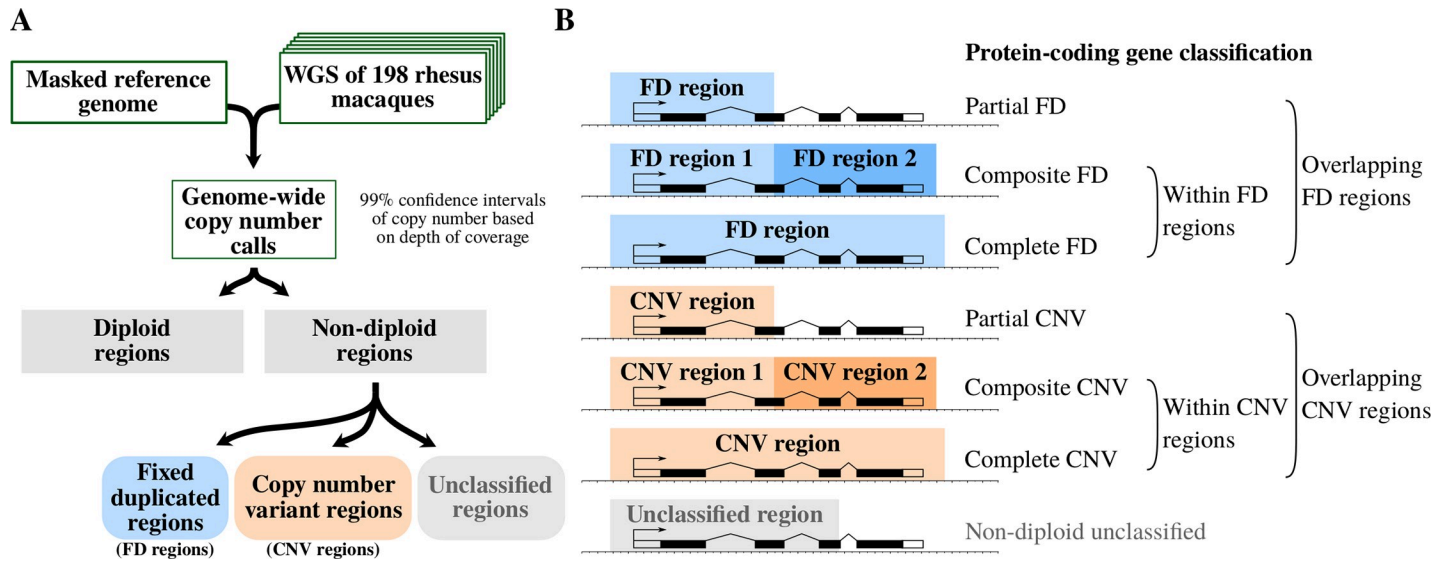 A
Masked reference
genome
WGS of 198 rhesus
macaques
Genome-wide
copy number
calls
99% confidence intervals
of copy number based
on depth of coverage
Diploid
regions
Non-diploid
regions
Fixed
duplicated
regions
(FD regions)
Copy number
variant regions
(CNV regions)
Unclassified
regions
B
Protein-coding gene classification
FD region
Partial FD
FD region 1
FD region 2
Composite FD
FD region
Complete FD
Within FD
regions
Overlapping
FD regions
CNV region
Partial CNV
CNV region 1
CNV region 2
Composite CNV
CNV region
Complete CNV
Within CNV
regions
Overlapping
CNV regions
Unclassified region
Non-diploid unclassified